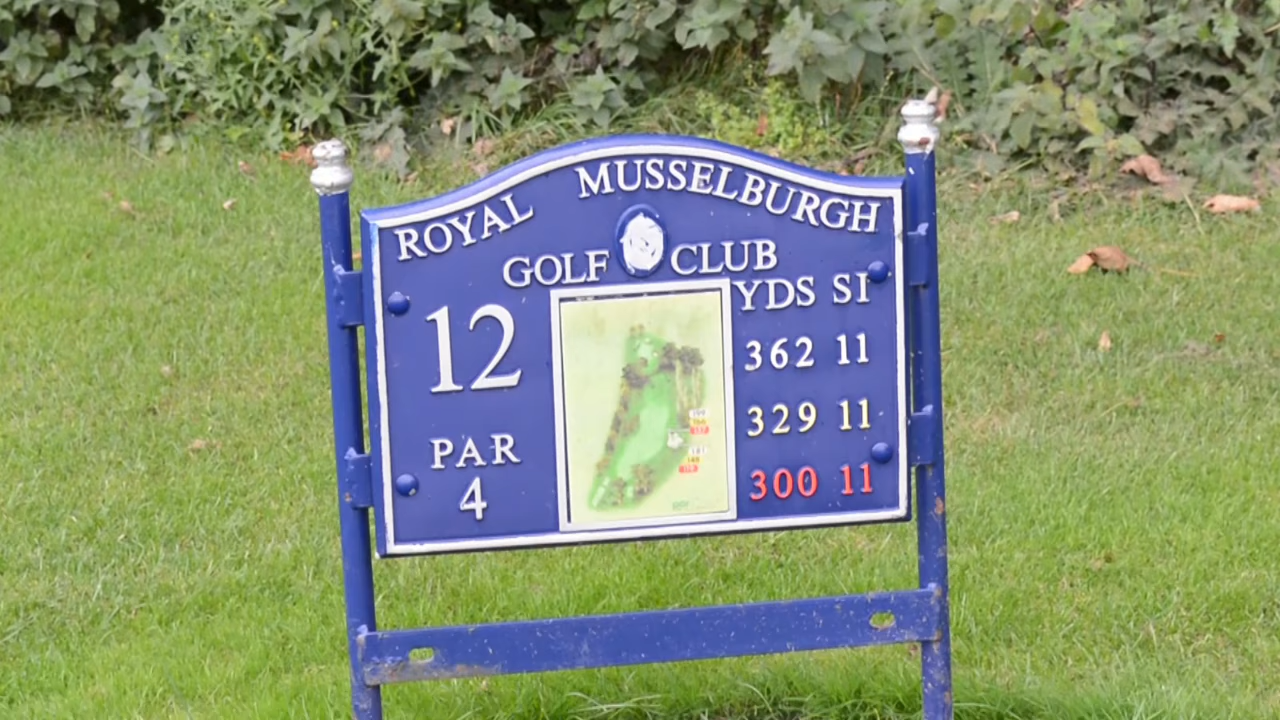 ROYAL MUSSELBURGH
GOLF CLUB
12
PAR
4
YDS SI
362 11
329 11
300 11